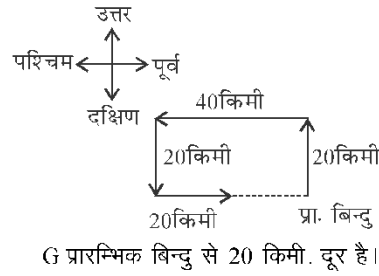 उत्तर
पश्चिम पूर्व
दक्षिण
40किमी
20किमी 20किमी
20किमी प्रा. बिन्दु
G प्रारम्भिक बिन्दु से 20 किमी. दूर है।